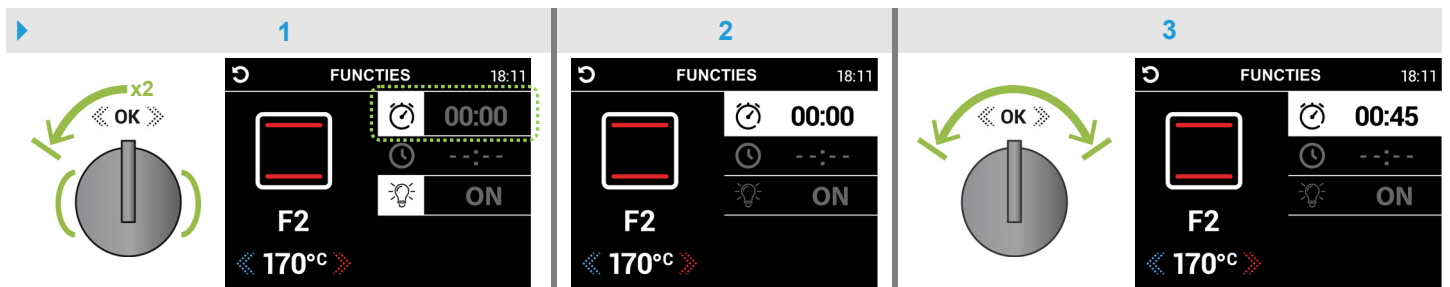 1
2
3
x2
OK
FUNCTIES 18:11
00:00
--:--
ON
F2
170°C
FUNCTIES 18:11
00:00
--:--
ON
F2
170°C
OK
FUNCTIES 18:11
00:45
--:--
ON
F2
170°C